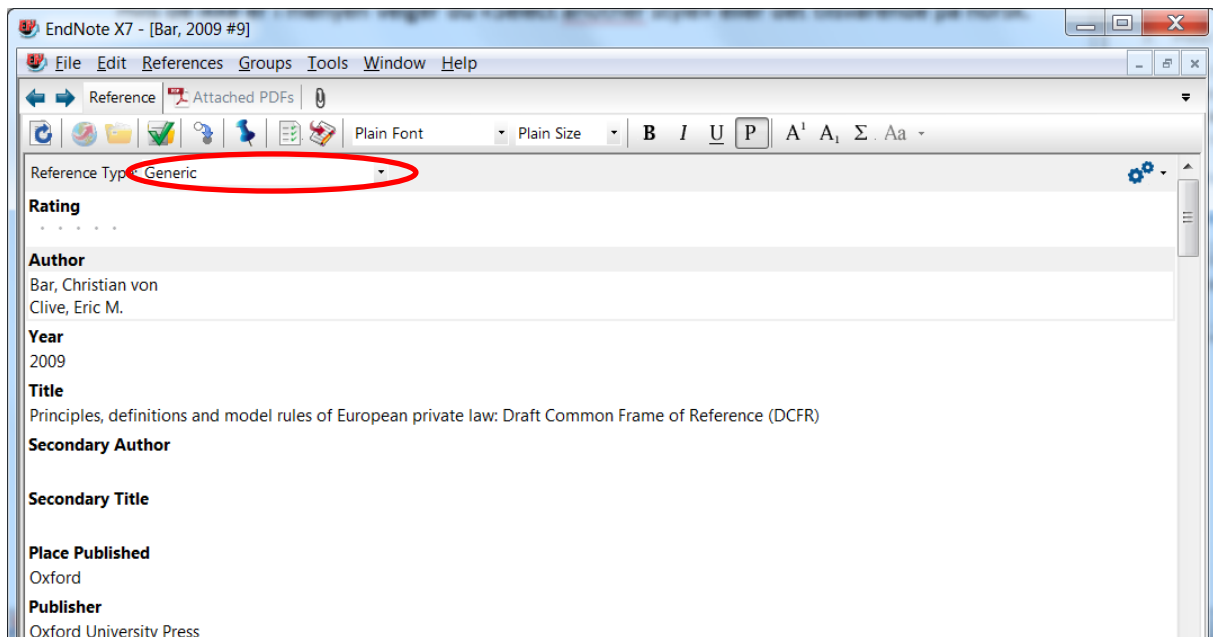 EndNote X7 - [Bar, 2009 #9]
File Edit References Groups Tools Window Help
Reference Attached PDFs
Plain Font Plain Size B I U P A¹ A₁ Σ Aa
Reference Type: Generic
Rating
Author
Bar, Christian von
Clive, Eric M.
Year
2009
Title
Principles, definitions and model rules of European private law: Draft Common Frame of Reference (DCFR)
Secondary Author
Secondary Title
Place Published
Oxford
Publisher
Oxford University Press